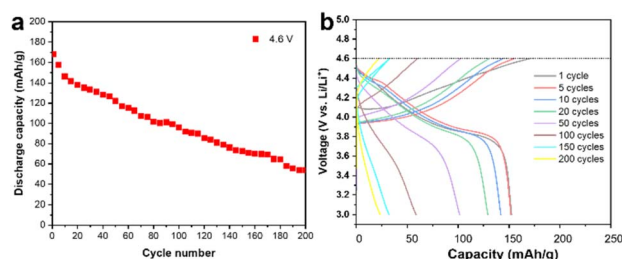 a
200
180
160
140
120
100
80
60
40
20
0
Discharge capacity (mAh/g)
4.6 V
0 20 40 60 80 100 120 140 160 180 200
Cycle number
b
5.0
4.8
4.6
4.4
4.2
4.0
3.8
3.6
3.4
3.2
3.0
Voltage (V vs. Li/Li⁺)
1 cycle
5 cycles
10 cycles
20 cycles
50 cycles
100 cycles
150 cycles
200 cycles
0 50 100 150 200 250
Capacity (mAh/g)